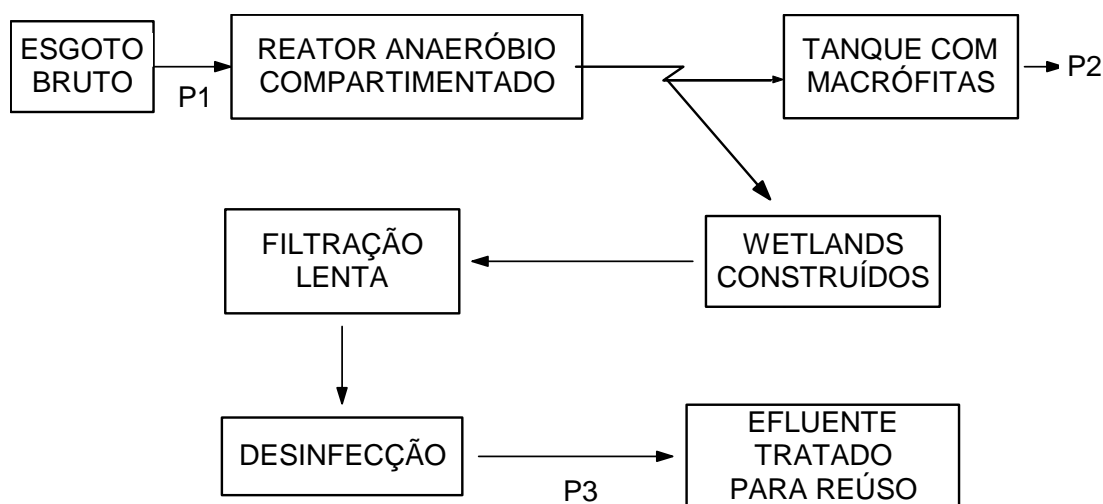 ESGOTO
BRUTO
P1
REATOR ANAERÓBIO
COMPARTIMENTADO
TANQUE COM
MACRÓFITAS
P2
FILTRAÇÃO
LENTA
WETLANDS
CONSTRUÍDOS
DESINFECÇÃO
P3
EFLUENTE
TRATADO
PARA REÚSO